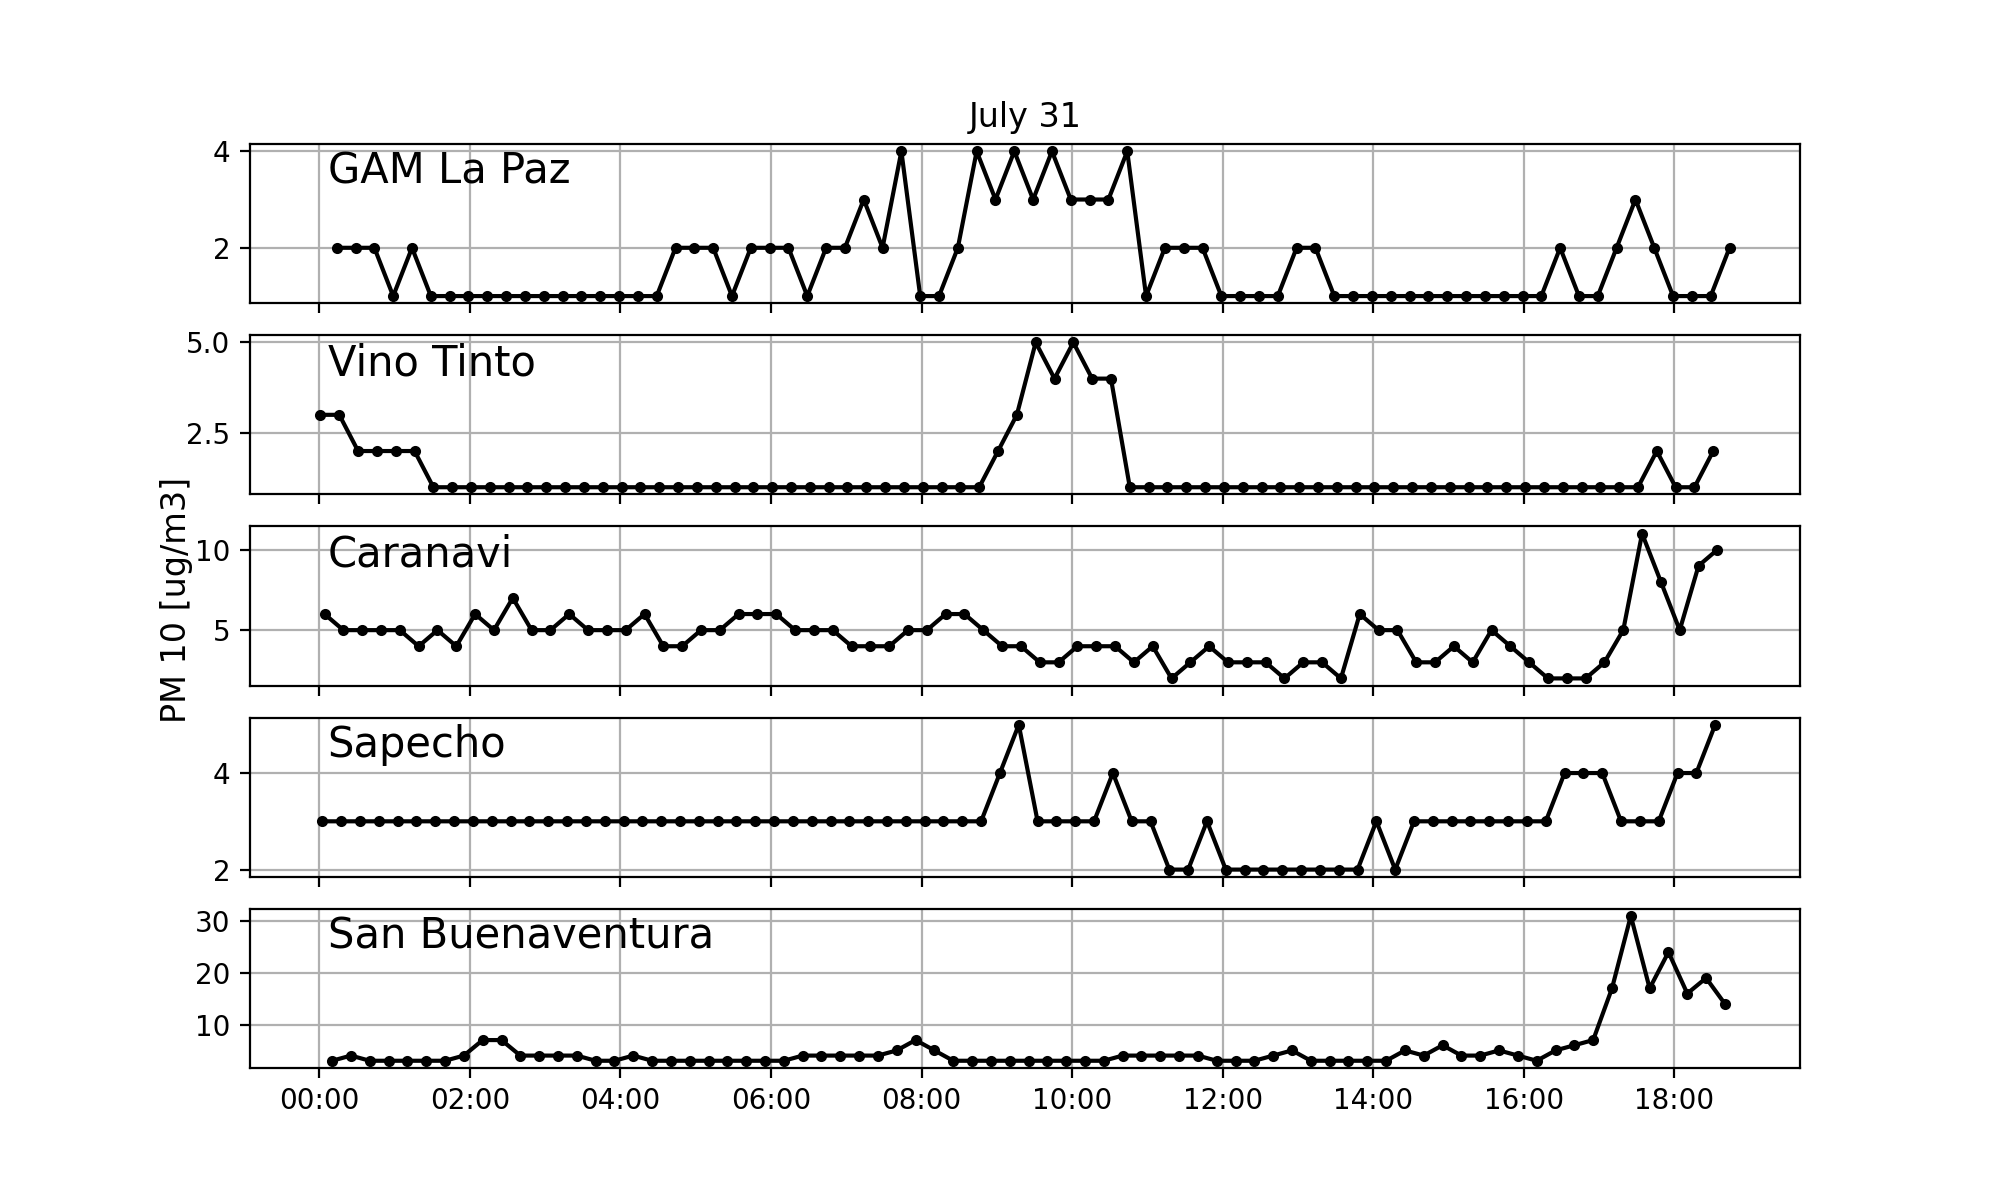 July 31
PM 10 [ug/m3]
4
GAM La Paz
2
5.0
Vino Tinto
2.5
10
Caranavi
5
Sapecho
4
2
30
San Buenaventura
20
10
00:00 02:00 04:00 06:00 08:00 10:00 12:00 14:00 16:00 18:00